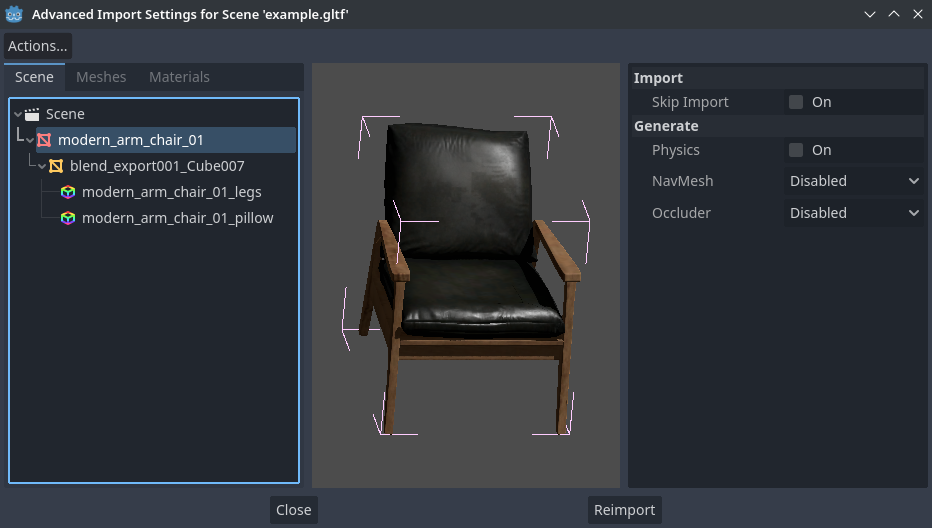 Advanced Import Settings for Scene 'example.gltf'
Actions...
Scene Meshes Materials
Scene
modern_arm_chair_01
blend_export001_Cube007
modern_arm_chair_01_legs
modern_arm_chair_01_pillow
Import
Skip Import On
Generate
Physics On
NavMesh Disabled
Occluder Disabled
Close Reimport